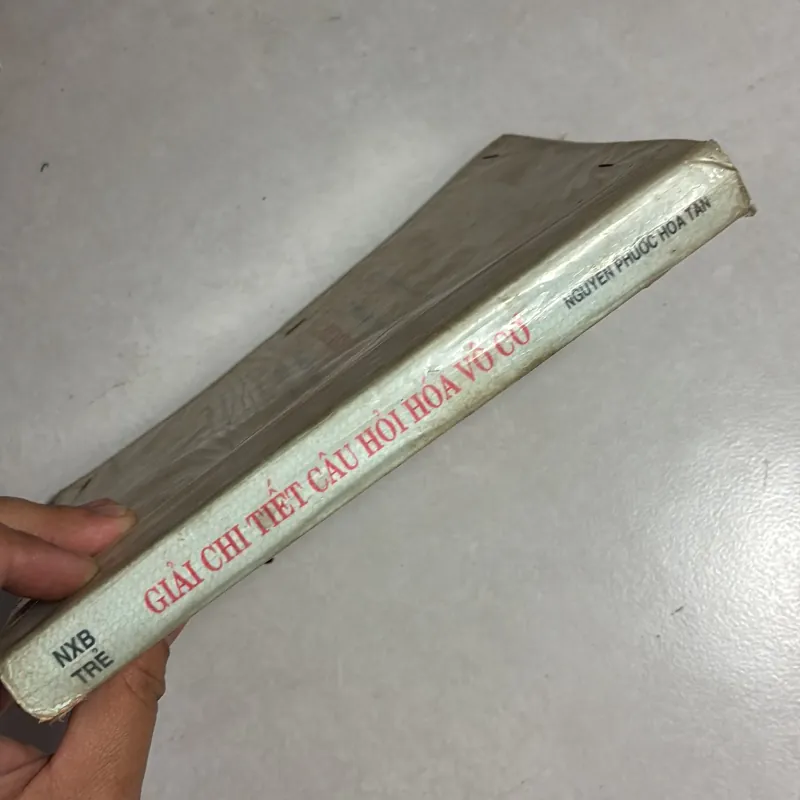 NXB
TRẺ
GIẢI CHI TIẾT CÂU HỎI HÓA VÔ CƠ
NGUYỄN PHƯỚC HÒA TÂN